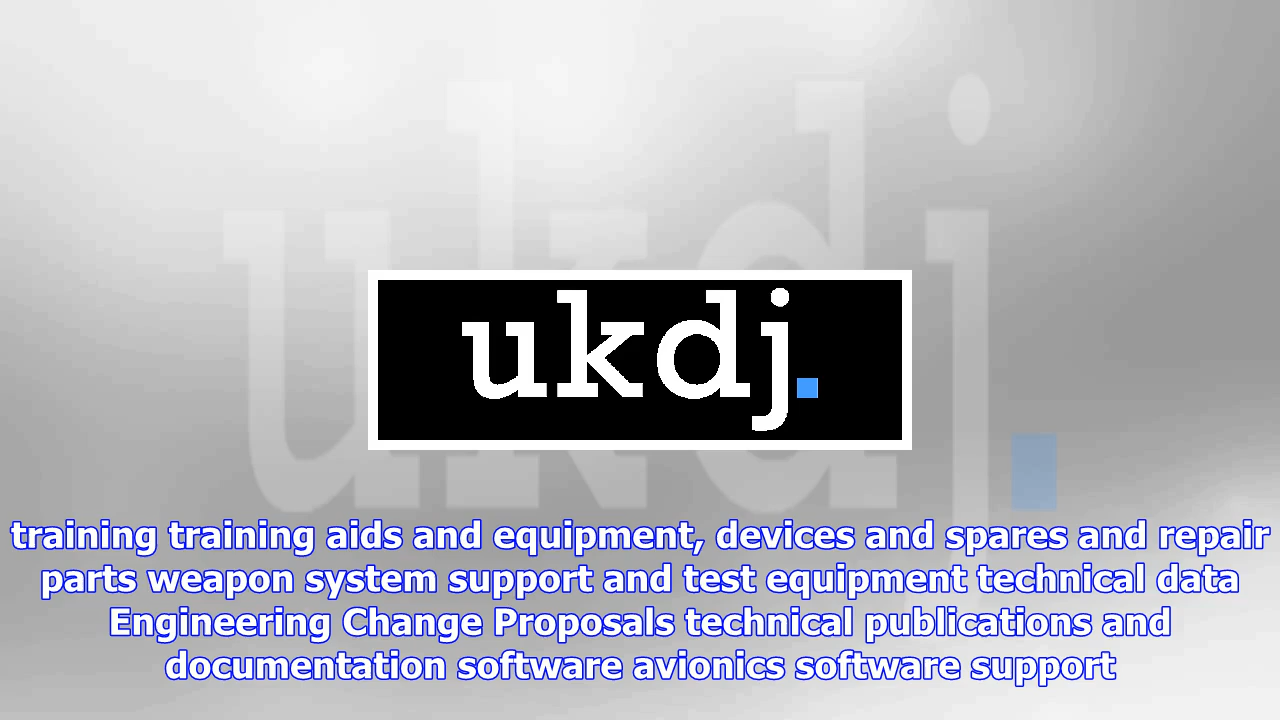 ukdj.
training training aids and equipment, devices and spares and repair
parts weapon system support and test equipment technical data
Engineering Change Proposals technical publications and
documentation software avionics software support